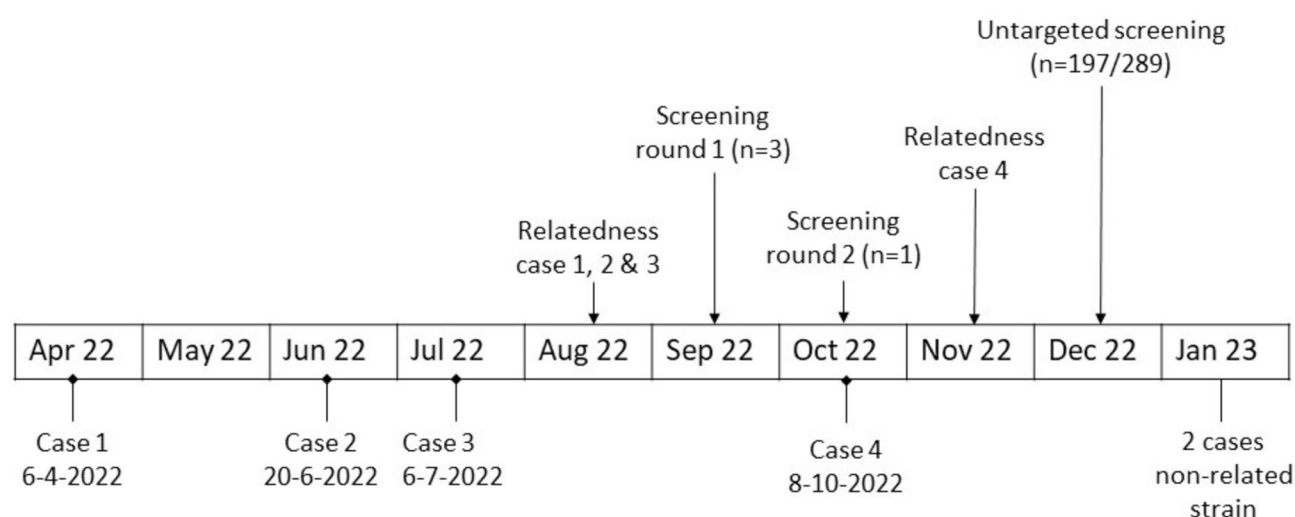 Untargeted screening
(n=197/289)
Screening
round 1 (n=3)
Relatedness
case 4
Relatedness
case 1, 2 & 3
Screening
round 2 (n=1)
Apr 22
May 22
Jun 22
Jul 22
Aug 22
Sep 22
Oct 22
Nov 22
Dec 22
Jan 23
Case 1
6-4-2022
Case 2
20-6-2022
Case 3
6-7-2022
Case 4
8-10-2022
2 cases
non-related
strain